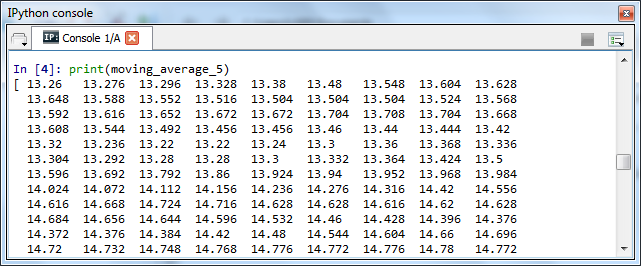 IPython console
IP: Console 1/A
In [4]: print(moving_average_5)
[ 13.26 13.276 13.296 13.328 13.38 13.48 13.548 13.604 13.628
13.648 13.588 13.552 13.516 13.504 13.504 13.504 13.524 13.568
13.592 13.616 13.652 13.672 13.672 13.704 13.708 13.704 13.668
13.608 13.544 13.492 13.456 13.456 13.46 13.44 13.444 13.42
13.32 13.236 13.22 13.22 13.24 13.3 13.36 13.368 13.336
13.304 13.292 13.28 13.28 13.3 13.332 13.364 13.424 13.5
13.596 13.692 13.792 13.86 13.924 13.94 13.952 13.968 13.984
14.024 14.072 14.112 14.156 14.236 14.276 14.316 14.42 14.556
14.616 14.668 14.724 14.716 14.628 14.628 14.616 14.62 14.628
14.684 14.656 14.644 14.596 14.532 14.46 14.428 14.396 14.376
14.372 14.376 14.384 14.42 14.48 14.544 14.604 14.66 14.696
14.72 14.732 14.748 14.768 14.776 14.772 14.776 14.78 14.772